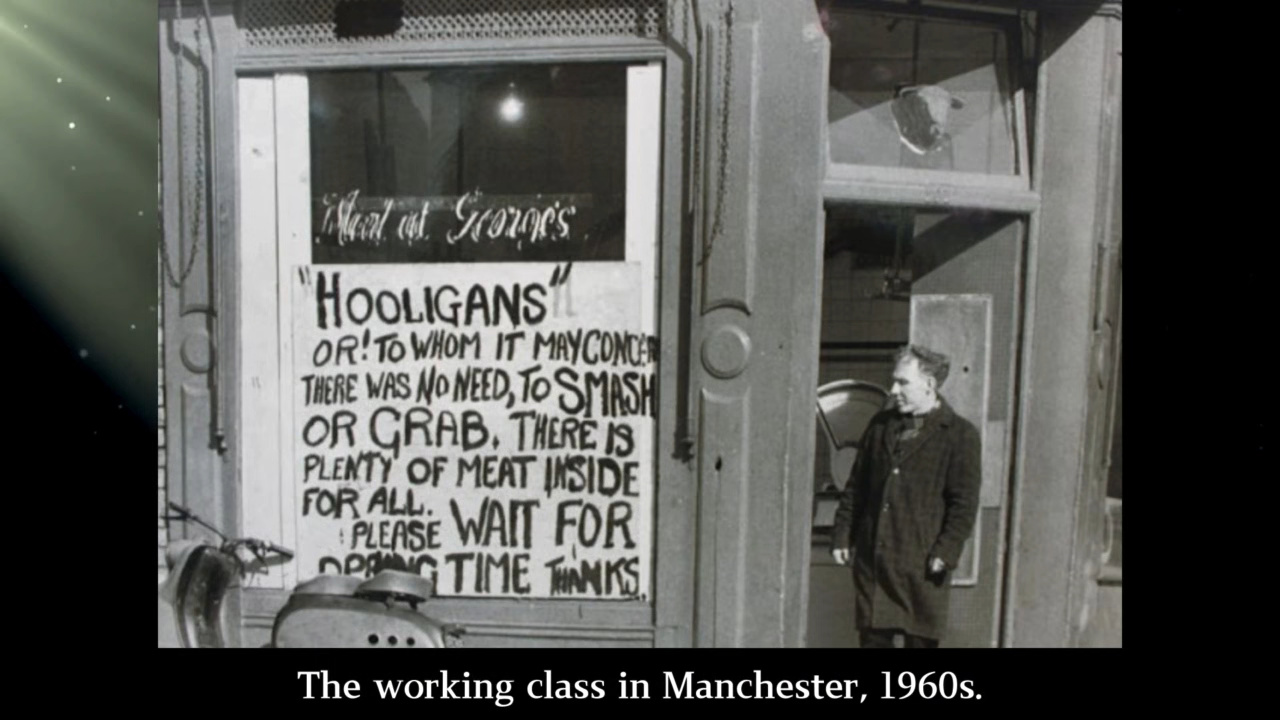 Meat at George's
"HOOLIGANS"
OR! TO WHOM IT MAY CONCERN
THERE WAS NO NEED, TO SMASH
OR GRAB. THERE IS
PLENTY OF MEAT INSIDE
FOR ALL.
PLEASE WAIT FOR
TIME THANKS.
The working class in Manchester, 1960s.